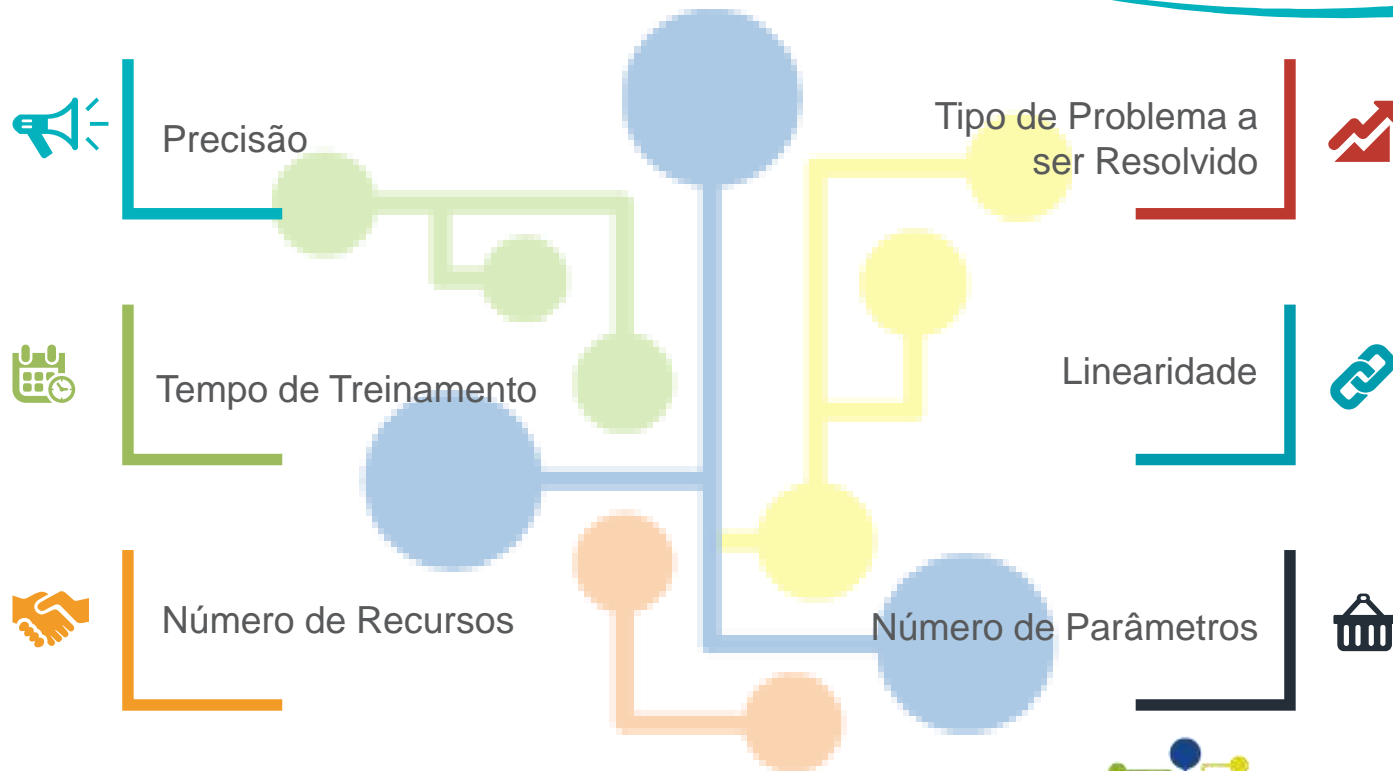 Precisão
Tempo de Treinamento
Número de Recursos
Tipo de Problema a
ser Resolvido
Linearidade
Número de Parâmetros